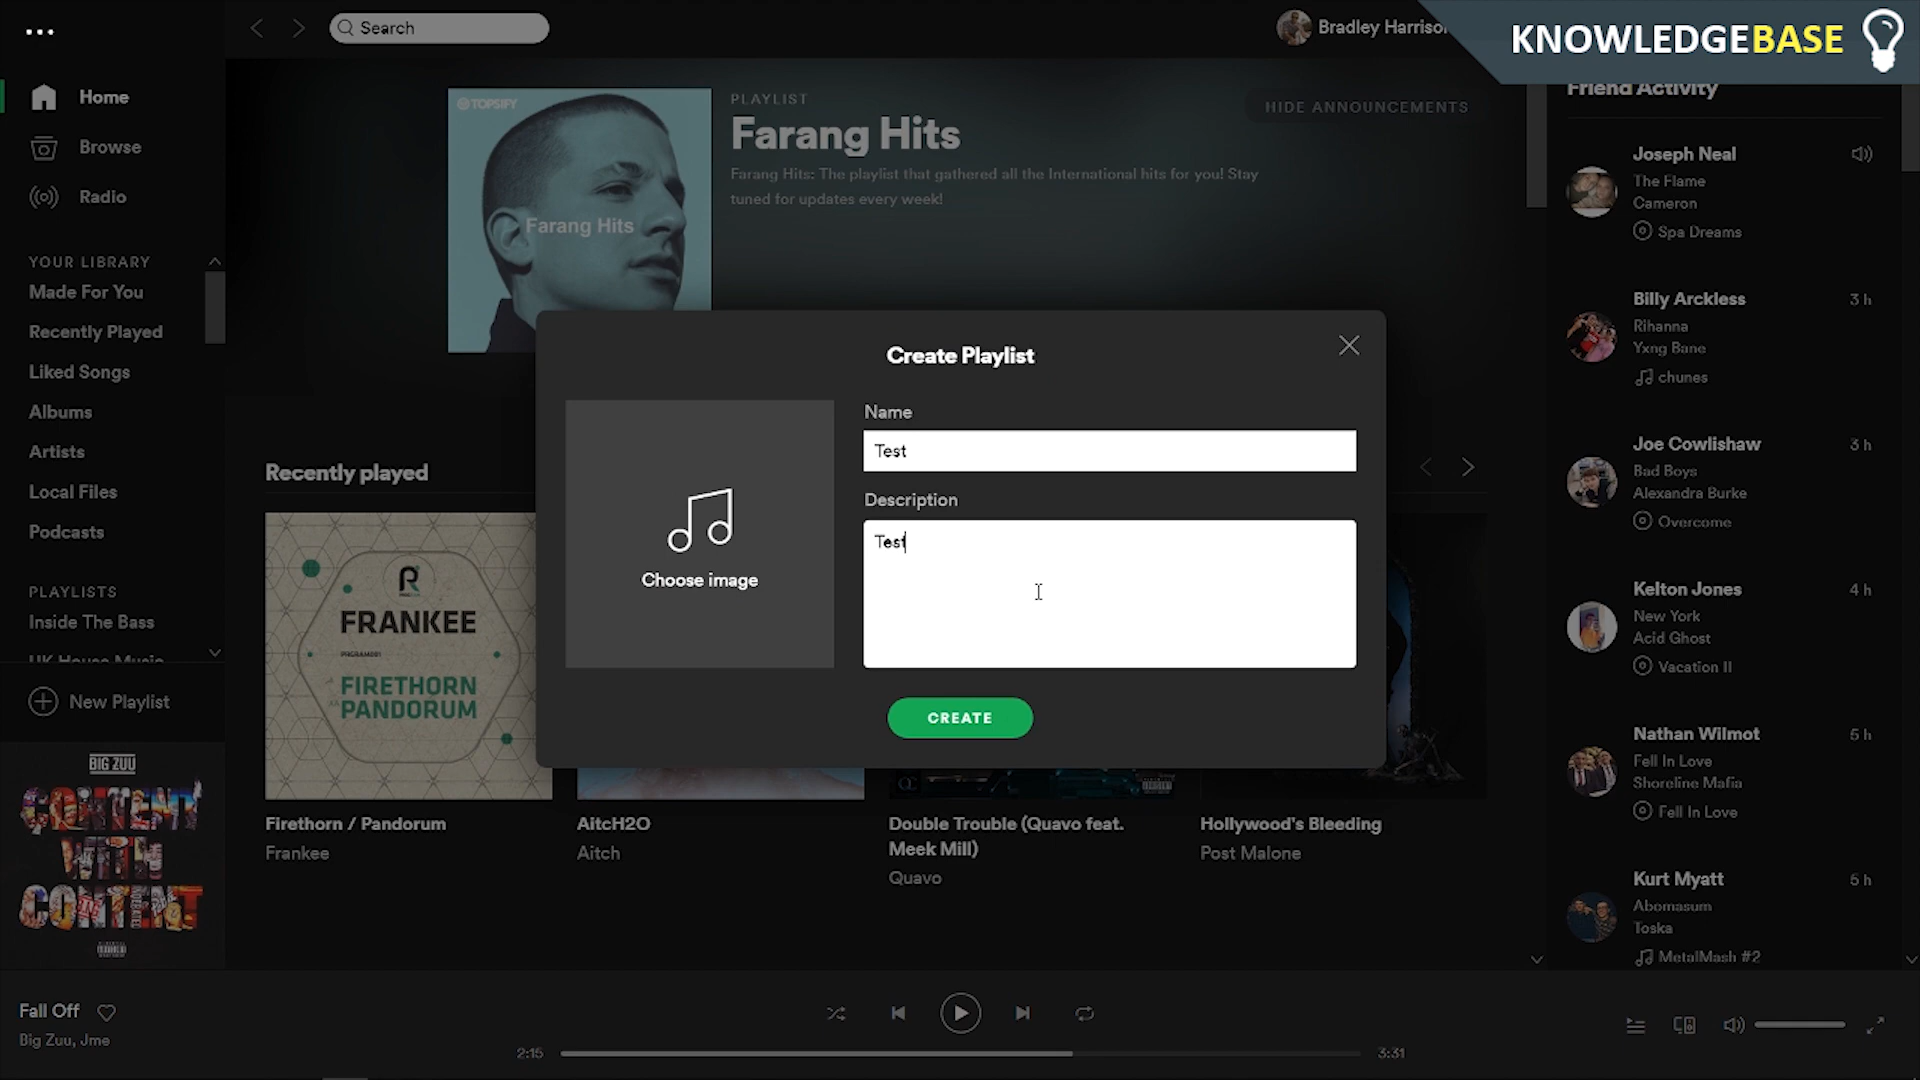 Search
Bradley Harrison
KNOWLEDGEBASE
Home
Browse
Radio
YOUR LIBRARY
Made For You
Recently Played
Liked Songs
Albums
Artists
Local Files
Podcasts
PLAYLISTS
Inside The Bass
UK House Music
New Playlist
BIG ZUU
CONTENT
WITH
CONTENT
TOPSIFY
Farang Hits
PLAYLIST
Farang Hits
Farang Hits: The playlist that gathered all the International hits for you! Stay
tuned for updates every week!
HIDE ANNOUNCEMENTS
Create Playlist
Choose image
Name
Test
Description
Test
CREATE
Recently played
FRANKEE
FIRETHORN
PANDORUM
Firethorn / Pandorum
Frankee
AitcH2O
Aitch
Double Trouble (Quavo feat.
Meek Mill)
Quavo
Hollywood's Bleeding
Post Malone
Friend Activity
Joseph Neal
The Flame
Cameron
Spa Dreams
Billy Arckless
3 h
Rihanna
Yxng Bane
chunes
Joe Cowlishaw
3 h
Bad Boys
Alexandra Burke
Overcome
Kelton Jones
4 h
New York
Acid Ghost
Vacation II
Nathan Wilmot
5 h
Fell In Love
Shoreline Mafia
Fell In Love
Kurt Myatt
5 h
Abomasum
Toska
MetalMash #2
Fall Off
Big Zuu, Jme
2:15
3:31